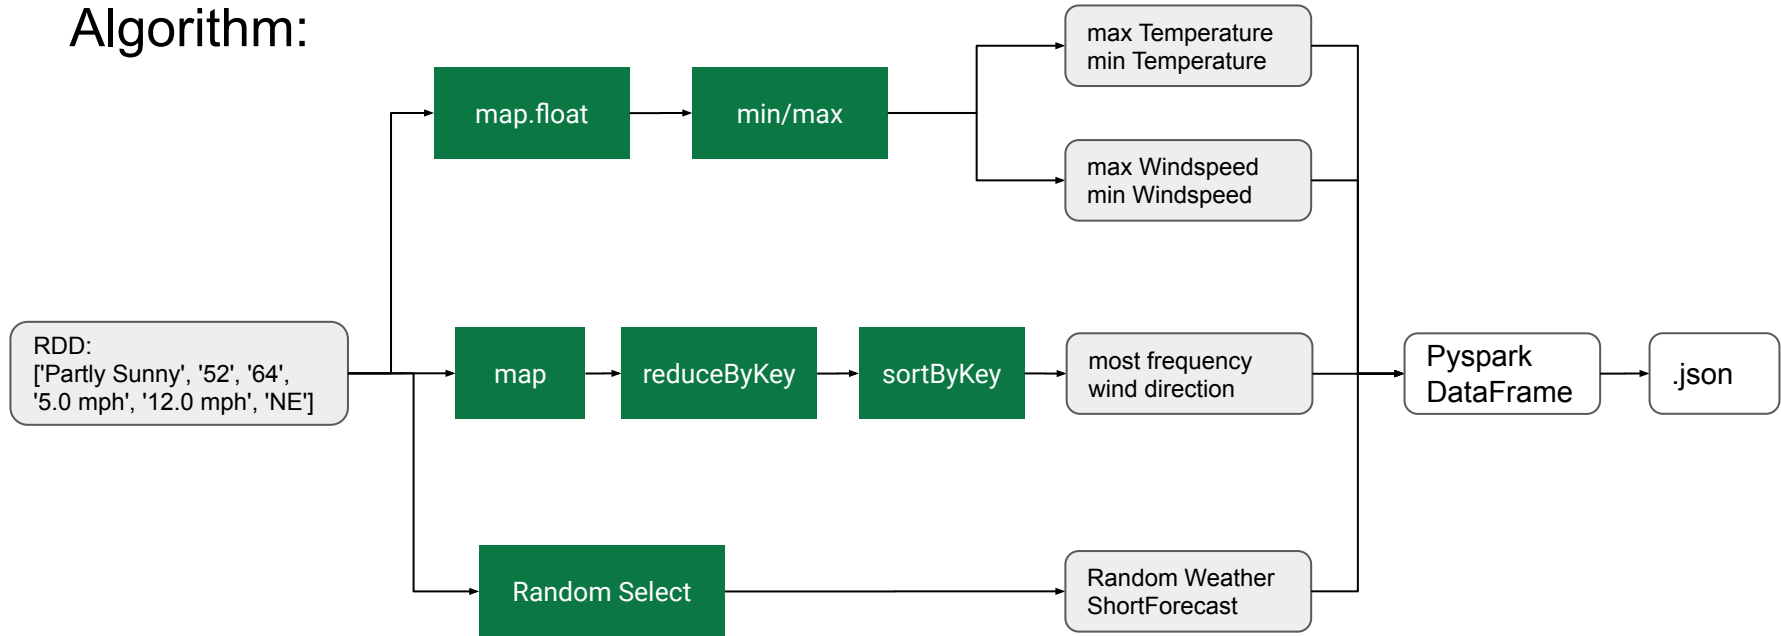 Algorithm:
max Temperature
min Temperature
map.float
min/max
max Windspeed
min Windspeed
RDD:
['Partly Sunny', '52', '64',
'5.0 mph', '12.0 mph', 'NE']
map
reduceByKey
sortByKey
most frequency
wind direction
Pyspark
DataFrame
.json
Random Select
Random Weather
ShortForecast